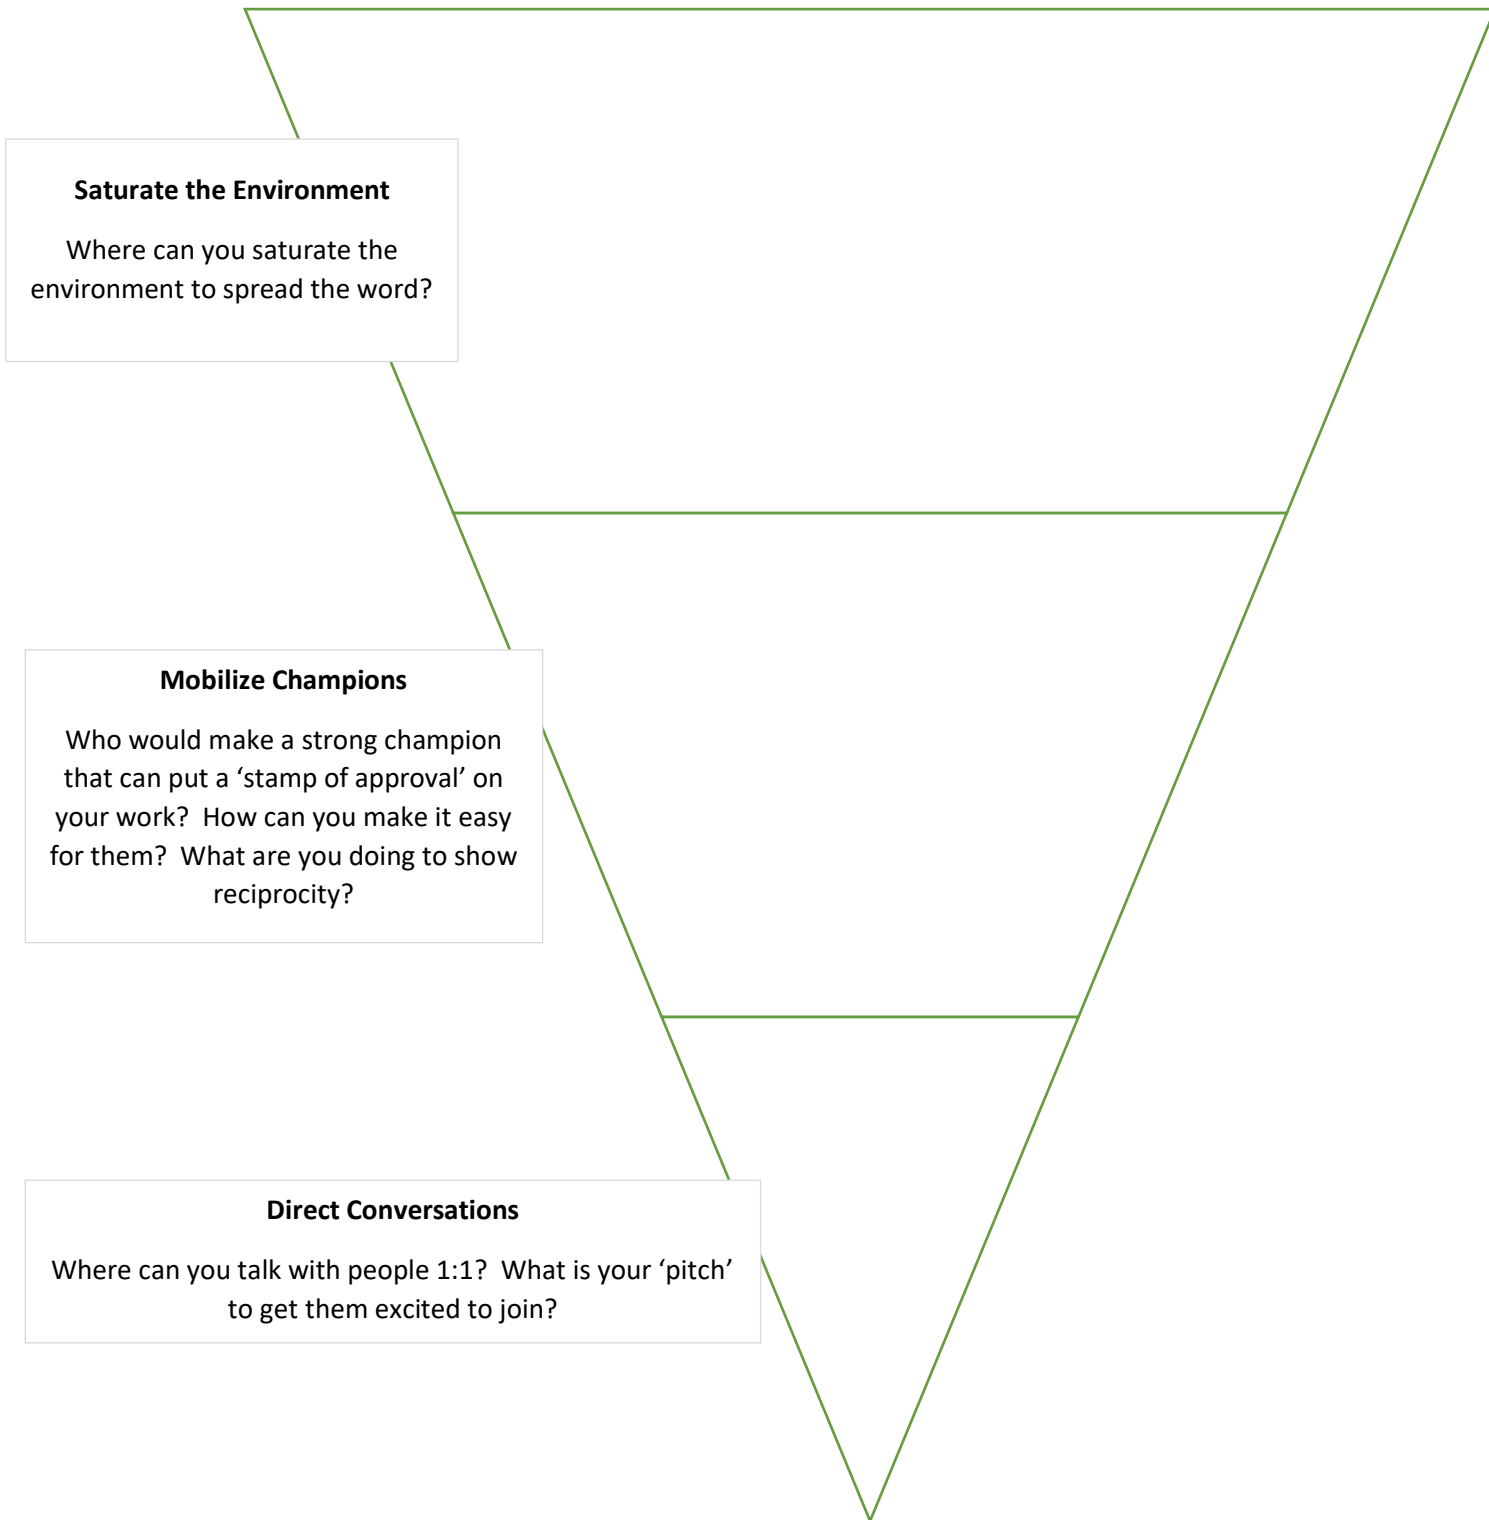 Saturate the Environment
Where can you saturate the
environment to spread the word?
Mobilize Champions
Who would make a strong champion
that can put a ‘stamp of approval’ on
your work?  How can you make it easy
for them?  What are you doing to show
reciprocity?
Direct Conversations
Where can you talk with people 1:1?  What is your ‘pitch’
to get them excited to join?